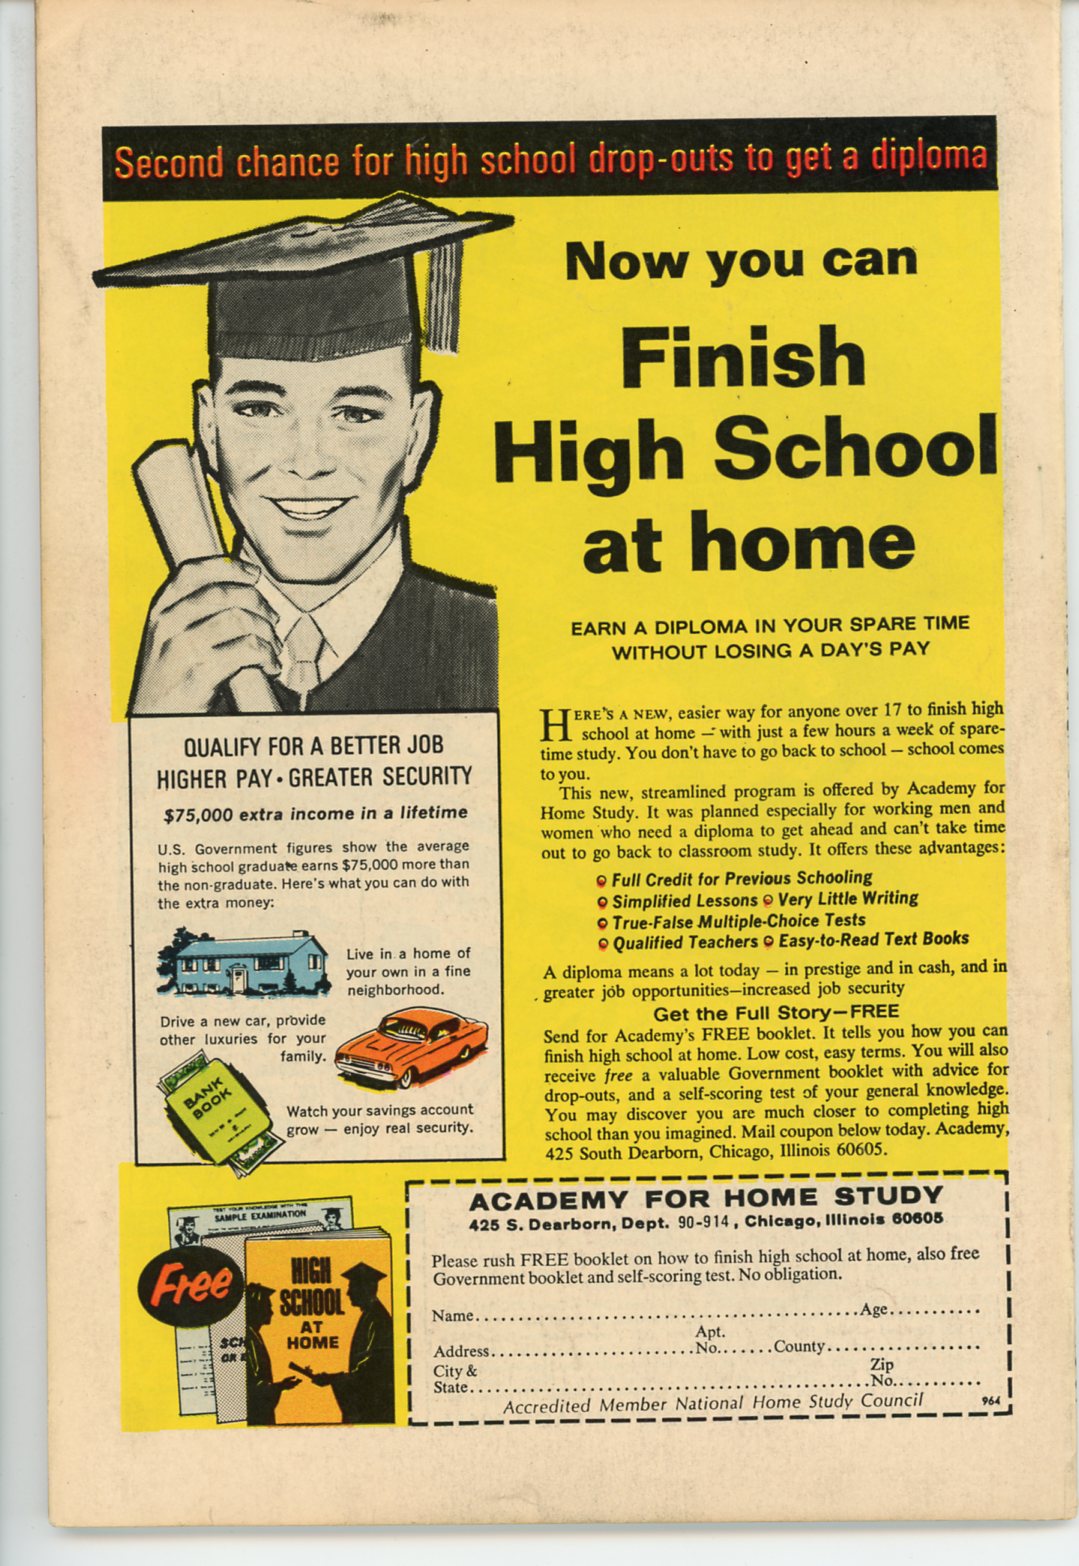 Second chance for high school drop-outs to get a diploma
Now you can
Finish
High School
at home
EARN A DIPLOMA IN YOUR SPARE TIME
WITHOUT LOSING A DAY'S PAY
HERE'S A NEW, easier way for anyone over 17 to finish high
school at home — with just a few hours a week of spare-
time study. You don't have to go back to school — school comes
to you.
This new, streamlined program is offered by Academy for
Home Study. It was planned especially for working men and
women who need a diploma to get ahead and can't take time
out to go back to classroom study. It offers these advantages:
Full Credit for Previous Schooling
Simplified Lessons Very Little Writing
True-False Multiple-Choice Tests
Qualified Teachers Easy-to-Read Text Books
A diploma means a lot today — in prestige and in cash, and in
greater job opportunities—increased job security
Get the Full Story—FREE
Send for Academy's FREE booklet. It tells you how you can
finish high school at home. Low cost, easy terms. You will also
receive free a valuable Government booklet with advice for
drop-outs, and a self-scoring test of your general knowledge.
You may discover you are much closer to completing high
school than you imagined. Mail coupon below today. Academy,
425 South Dearborn, Chicago, Illinois 60605.
QUALIFY FOR A BETTER JOB
HIGHER PAY • GREATER SECURITY
$75,000 extra income in a lifetime
U.S. Government figures show the average
high school graduate earns $75,000 more than
the non-graduate. Here's what you can do with
the extra money:
Live in a home of
your own in a fine
neighborhood.
Drive a new car, provide
other luxuries for your
family.
BANK
BOOK
Watch your savings account
grow — enjoy real security.
TEST YOUR KNOWLEDGE WITH THIS
SAMPLE EXAMINATION
Free
SCH
OR
HIGH
SCHOOL
AT
HOME
ACADEMY FOR HOME STUDY
425 S. Dearborn, Dept. 90-914, Chicago, Illinois 60605
Please rush FREE booklet on how to finish high school at home, also free
Government booklet and self-scoring test. No obligation.
Name..........................................Age...........
Apt.
Address......................No.......County.................
City & Zip
State............................................No..........
Accredited Member National Home Study Council 964